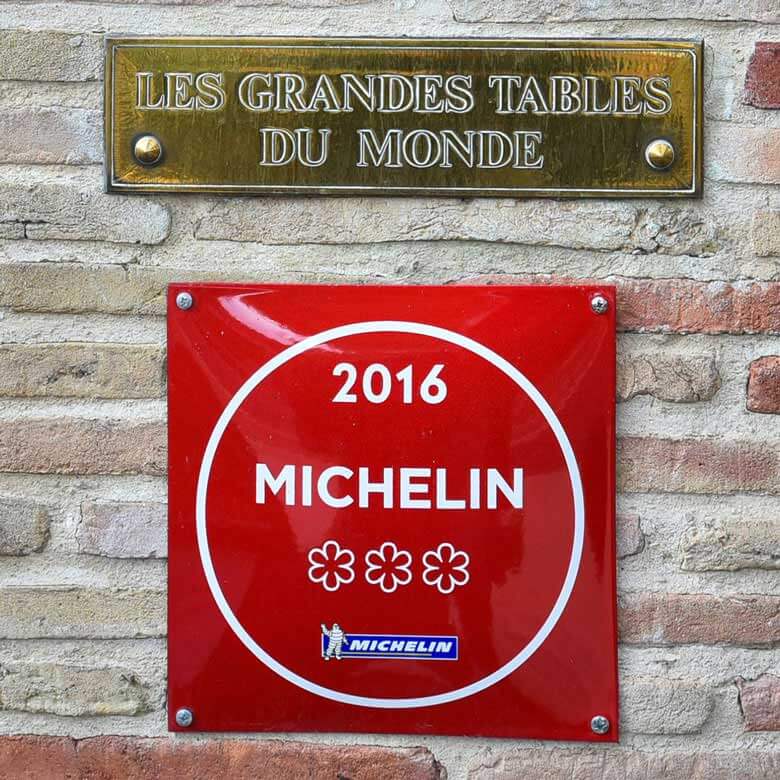 LES GRANDES TABLES
DU MONDE
2016
MICHELIN
MICHELIN